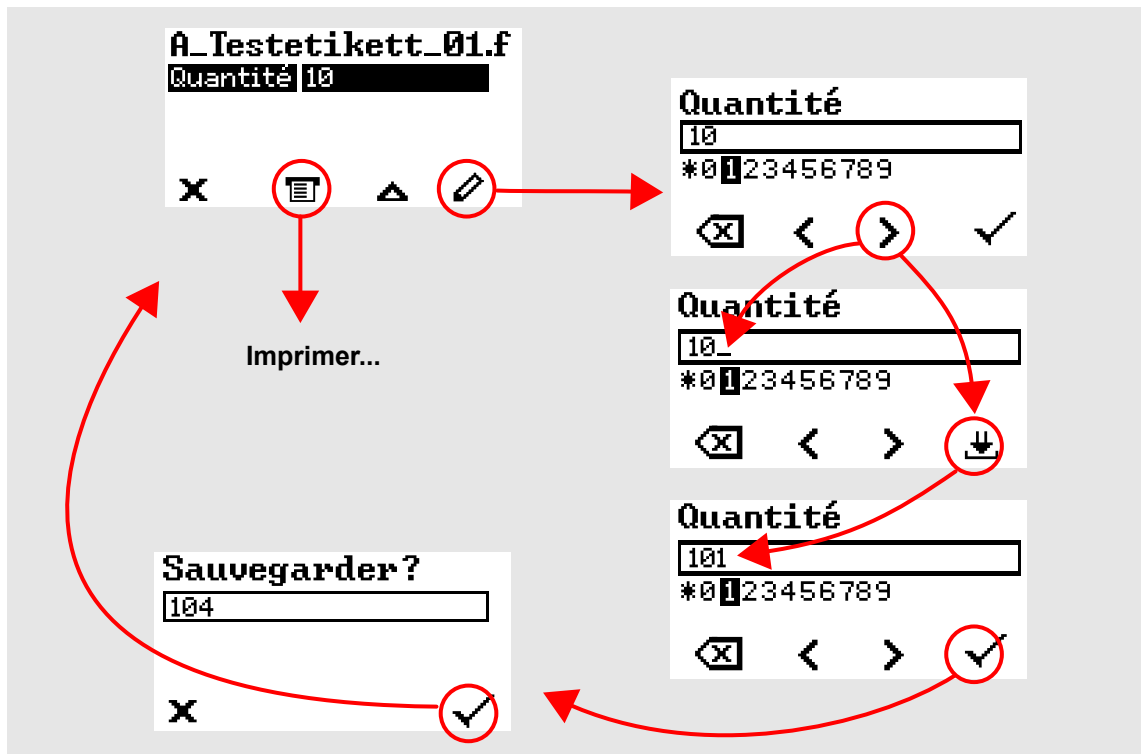 A_Testetikett_01.f
Quantité 10
Imprimer...
Quantité
10
*0123456789
Quantité
10_
*0123456789
Quantité
101
*0123456789
Sauvegarder?
104